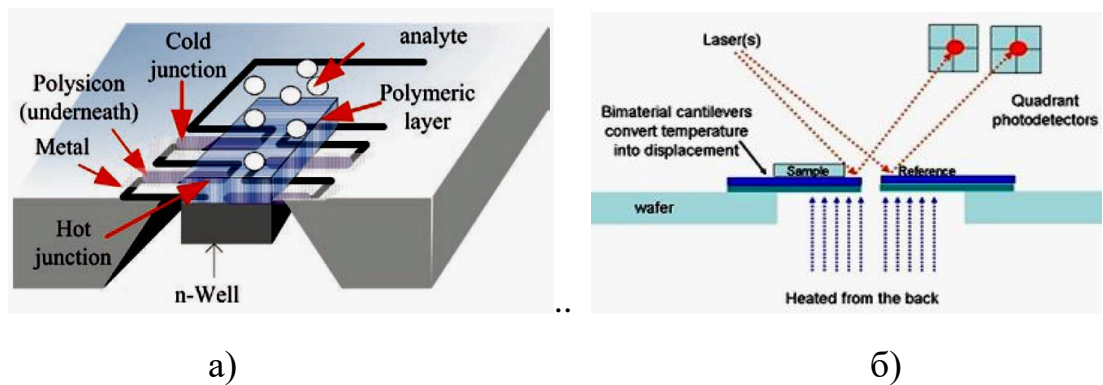 Cold
junction
analyte
Polysicon
(underneath)
Polymeric
layer
Metal
Hot
junction
n-Well
..
Laser(s)
Bimaterial cantilevers
convert temperature
into displacement
Quadrant
photodetectors
Sample
Reference
wafer
Heated from the back
а)
б)